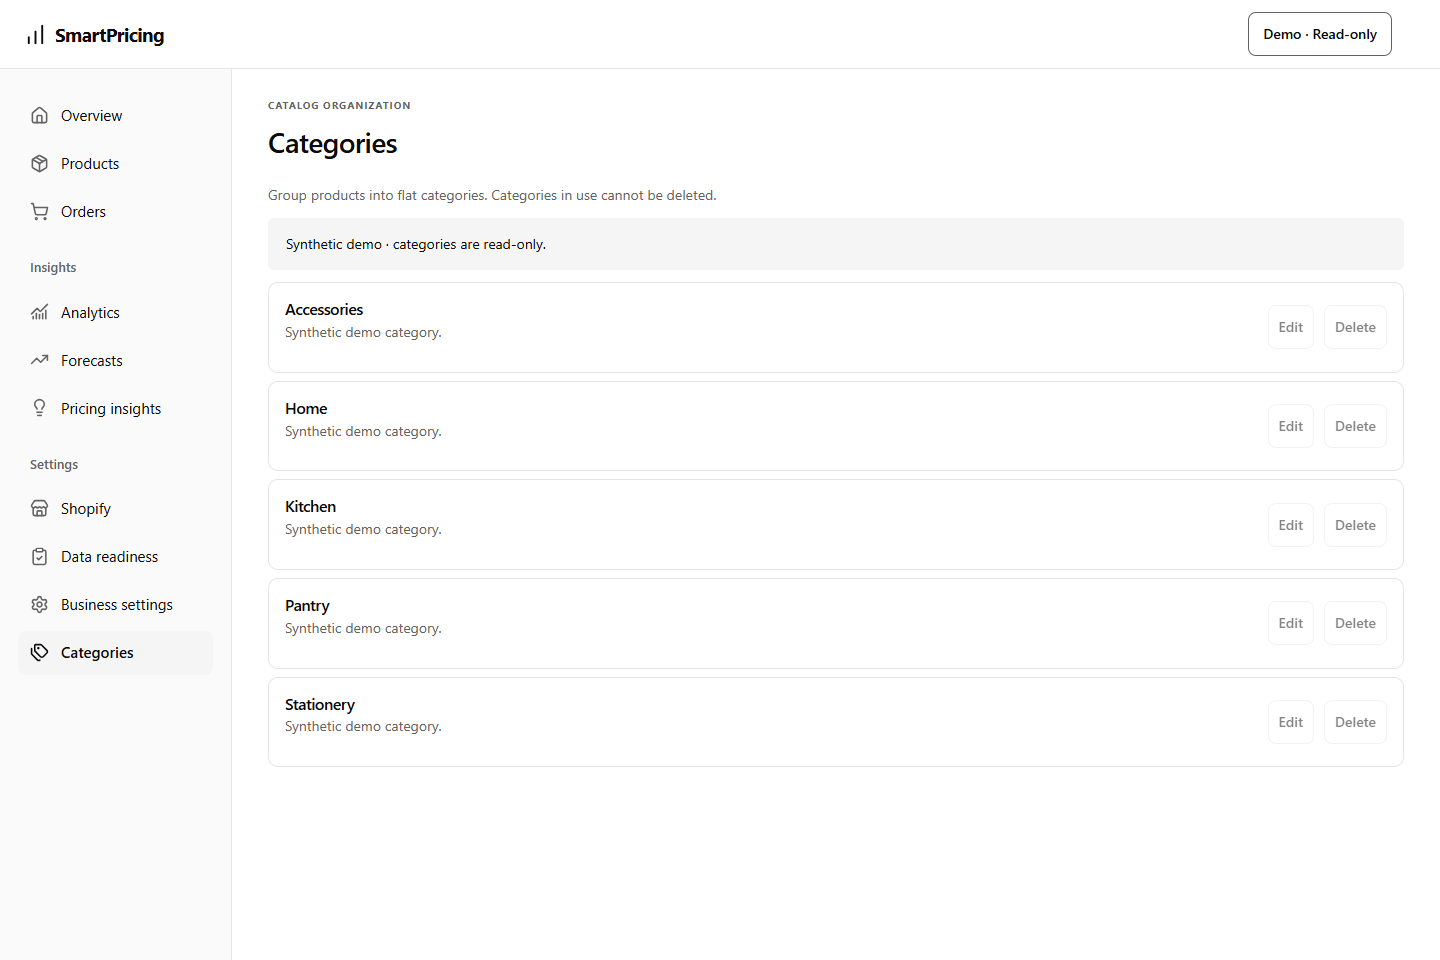 SmartPricing
Demo · Read-only
Overview
Products
Orders
Insights
Analytics
Forecasts
Pricing insights
Settings
Shopify
Data readiness
Business settings
Categories
CATALOG ORGANIZATION
Categories
Group products into flat categories. Categories in use cannot be deleted.
Synthetic demo · categories are read-only.
Accessories
Synthetic demo category.
Edit Delete
Home
Synthetic demo category.
Edit Delete
Kitchen
Synthetic demo category.
Edit Delete
Pantry
Synthetic demo category.
Edit Delete
Stationery
Synthetic demo category.
Edit Delete